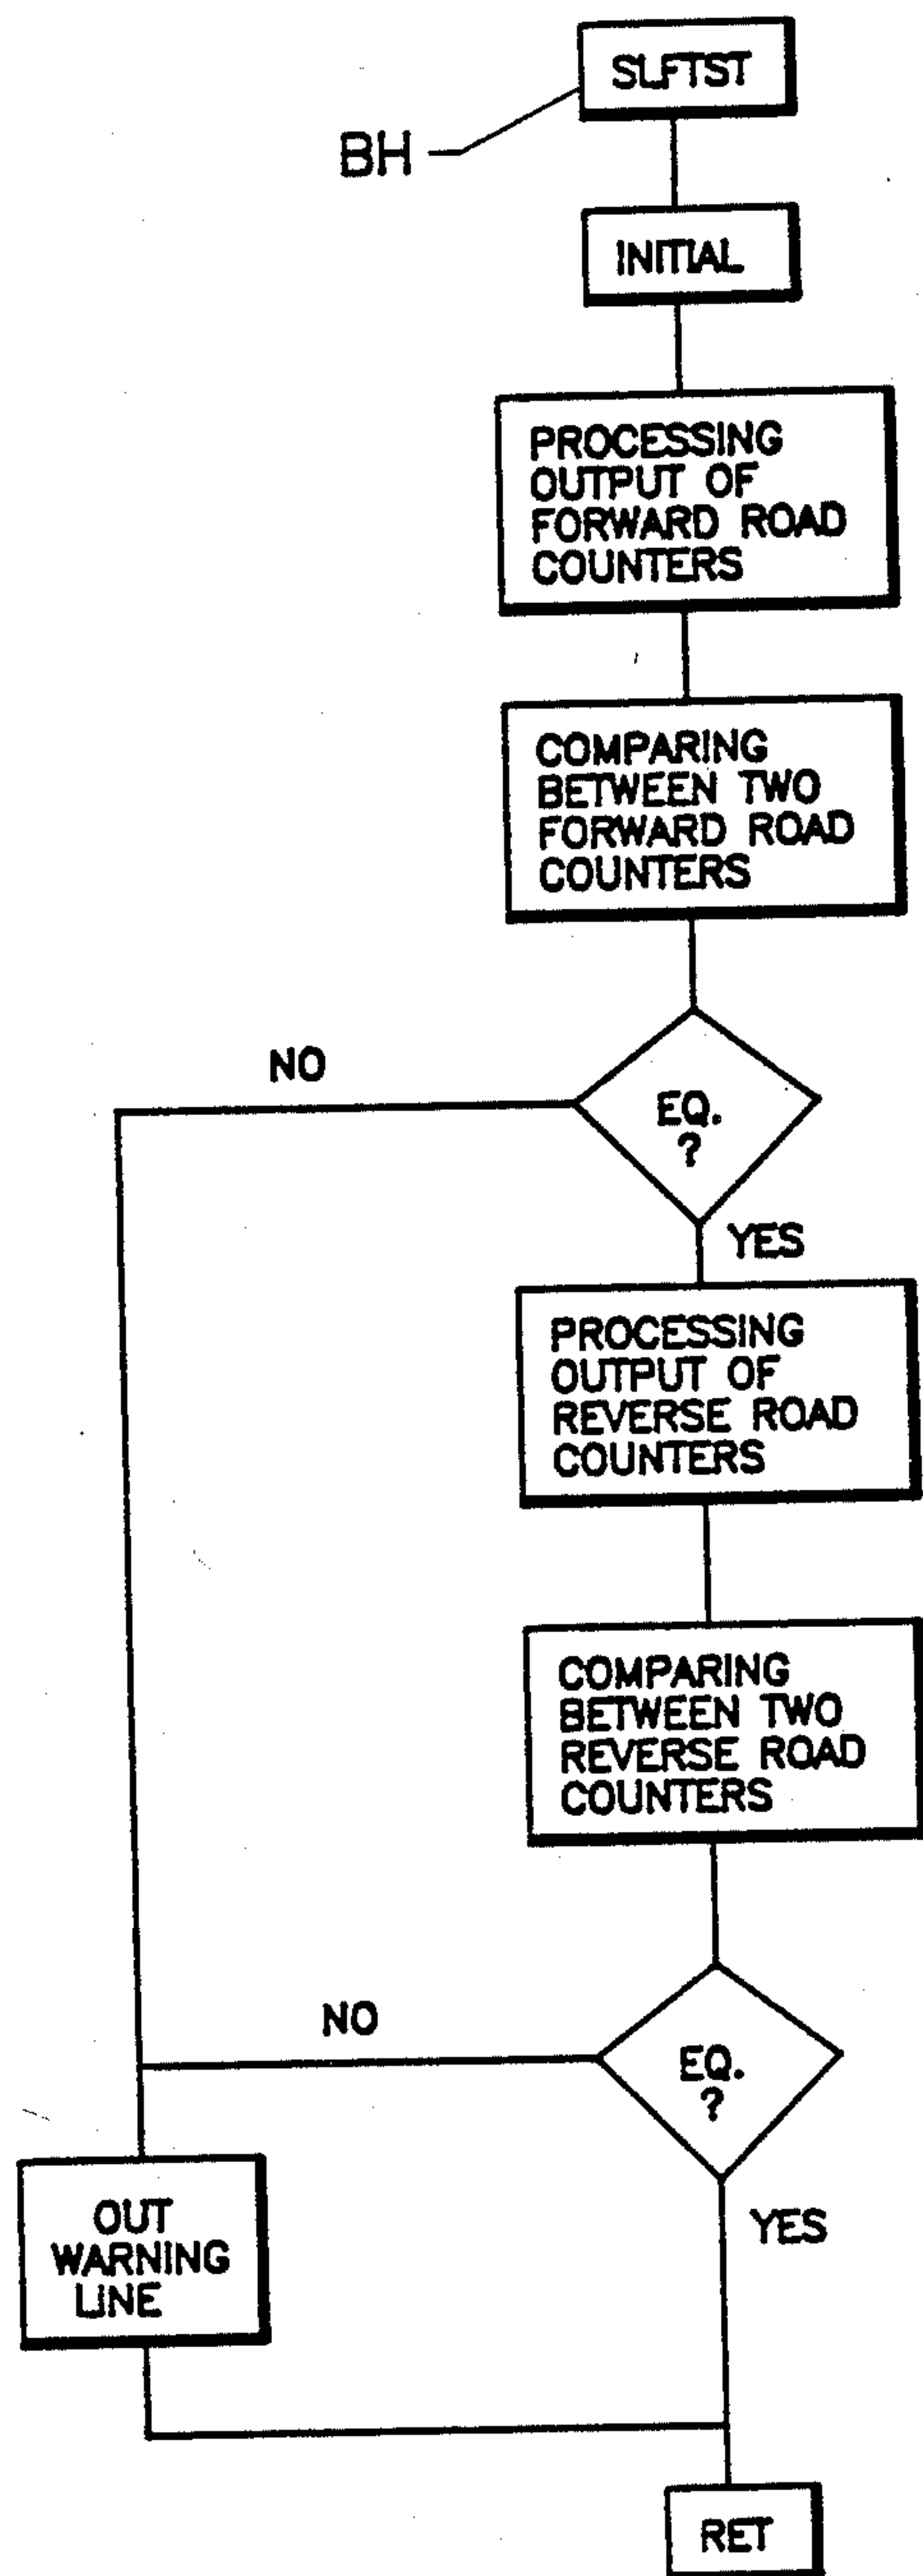 SLFTST
BH
INITIAL
PROCESSING
OUTPUT OF
FORWARD ROAD
COUNTERS
COMPARING
BETWEEN TWO
FORWARD ROAD
COUNTERS
NO
EQ.
?
YES
PROCESSING
OUTPUT OF
REVERSE ROAD
COUNTERS
COMPARING
BETWEEN TWO
REVERSE ROAD
COUNTERS
NO
EQ.
?
YES
OUT
WARNING
LINE
RET